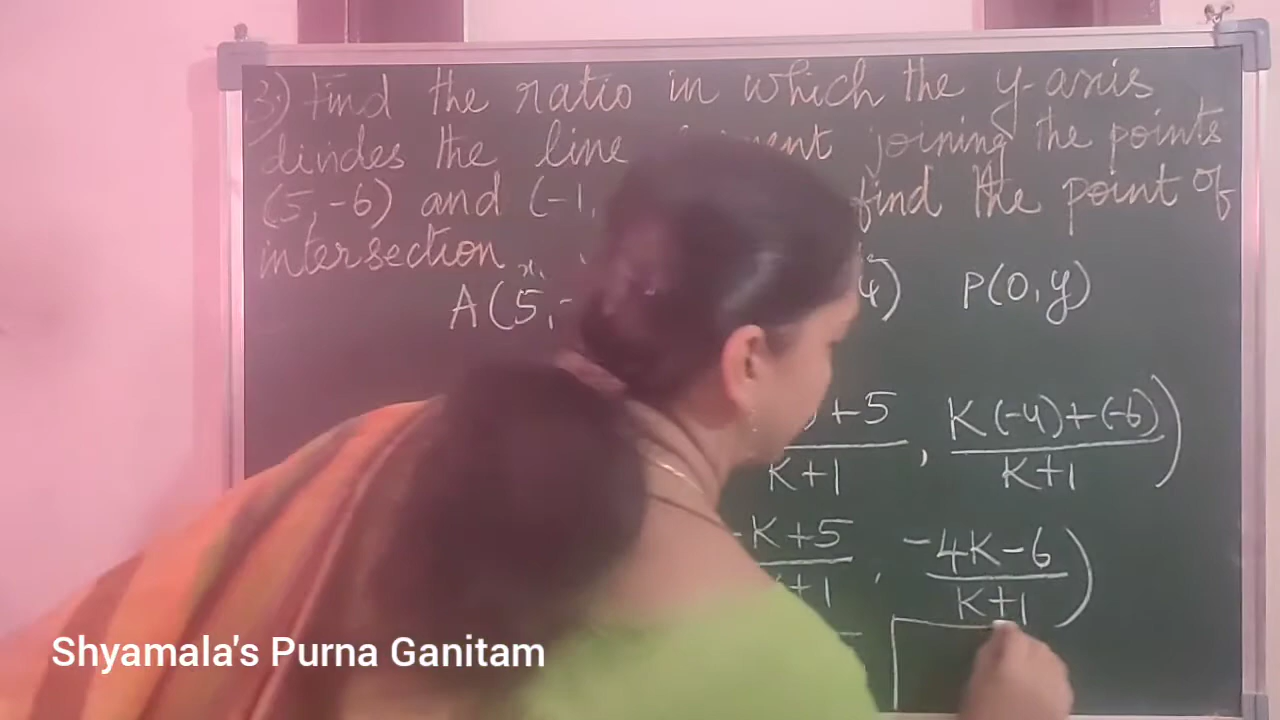 3.) Find the ratio in which the y-axis
divides the line joining the points
(5,-6) and (-1, find the point of
intersection
A(5,- 4) P(0,y)
+5 / K+1 , K(-4)+(-6) / K+1 )
-K+5 / +1 , -4K-6 / K+1 )
Shyamala's Purna Ganitam